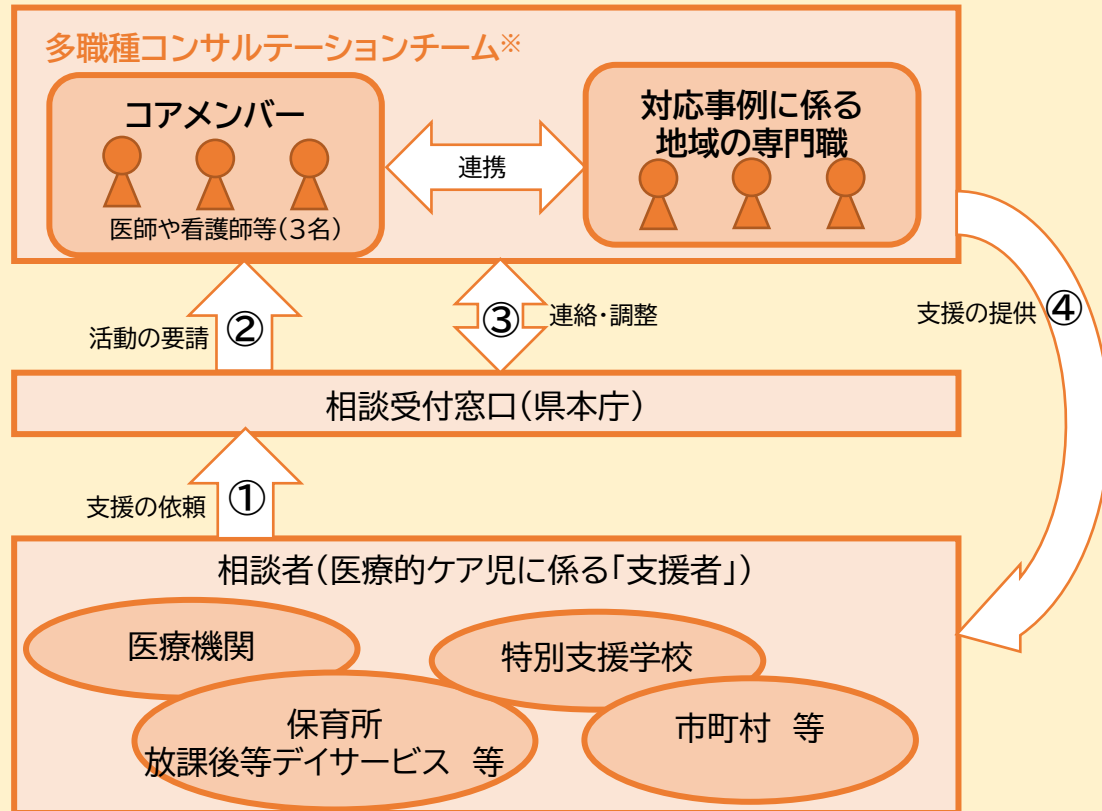 多職種コンサルテーションチーム※
コアメンバー
医師や看護師等(3名)
連携
対応事例に係る
地域の専門職
活動の要請
②
③
連絡・調整
支援の提供
④
相談受付窓口(県本庁)
支援の依頼
①
相談者(医療的ケア児に係る「支援者」)
医療機関
特別支援学校
保育所
放課後等デイサービス 等
市町村 等